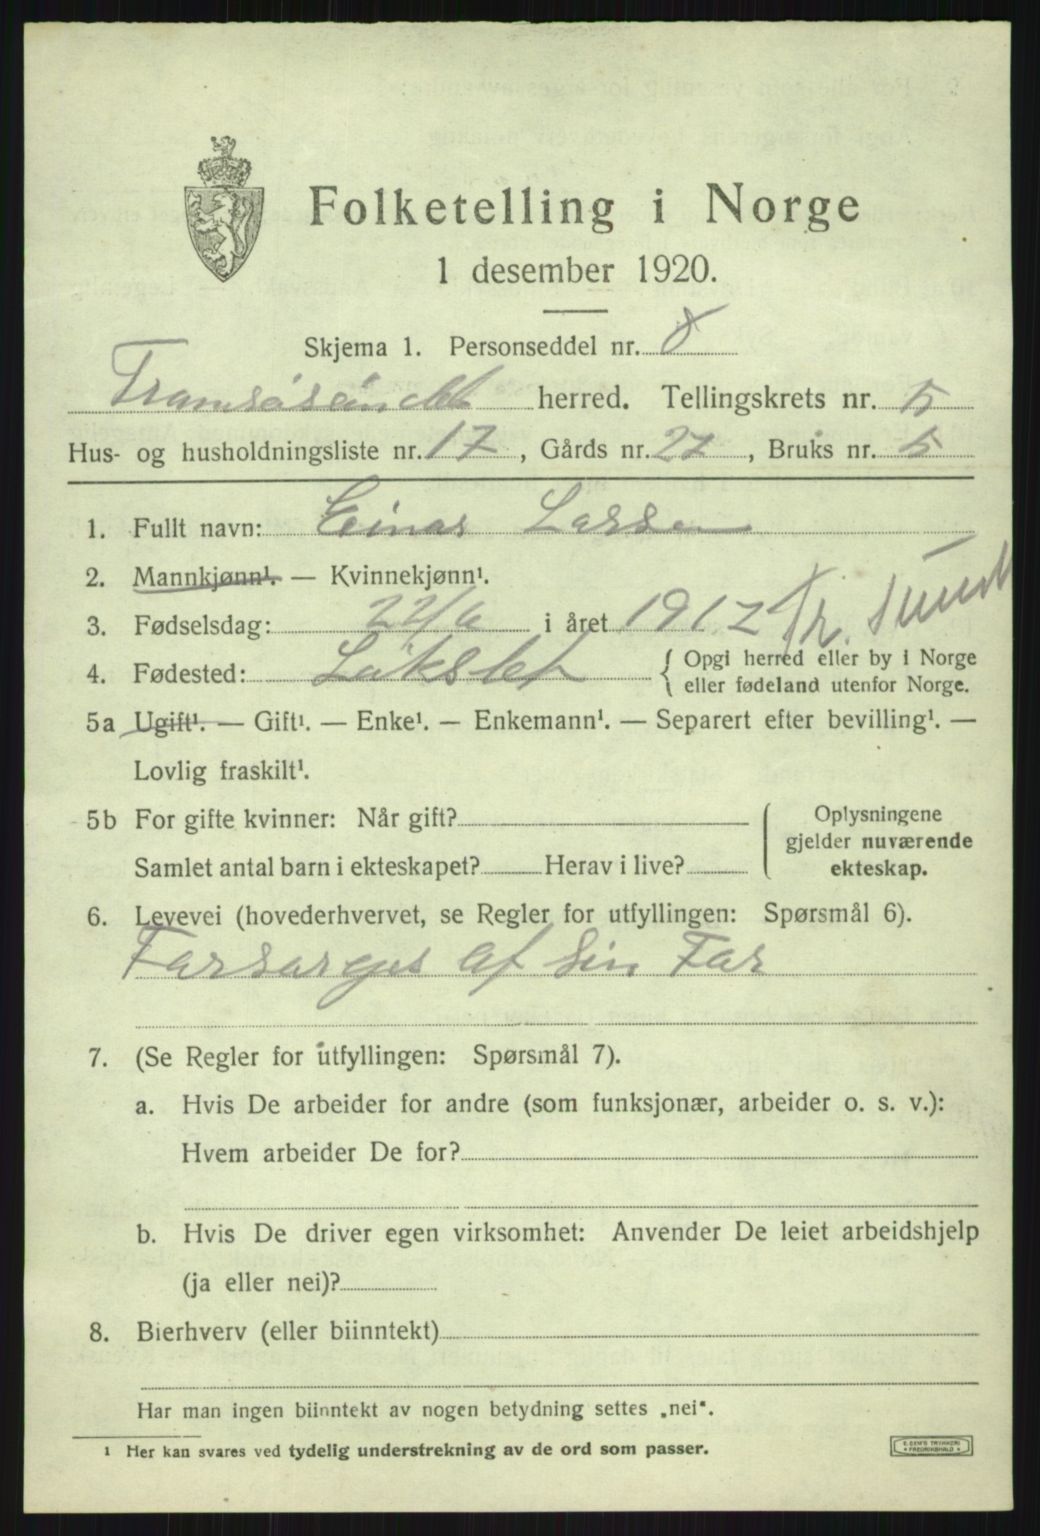 Folketelling i Norge
1 desember 1920.
Skjema 1. Personseddel nr. 8
Tromsøsundet herred. Tellingskrets nr. 5
Hus- og husholdningsliste nr. 17, Gårds nr. 27, Bruks nr. 5
1. Fullt navn: Einar Larsen
2. Mannkjønn¹. — Kvinnekjønn¹.
3. Fødselsdag: 22/6 i året 1912 Tr. sund
4. Fødested: Lakslet { Opgi herred eller by i Norge
eller fødeland utenfor Norge.
5a Ugift¹. — Gift¹. — Enke¹. — Enkemann¹. — Separert efter bevilling¹. —
Lovlig fraskilt¹.
5b For gifte kvinner: Når gift?
Samlet antal barn i ekteskapet? Herav i live?
Oplysningene
gjelder nuværende
ekteskap.
6. Levevei (hovederhvervet, se Regler for utfyllingen: Spørsmål 6).
Farsarges af sin Far
7. (Se Regler for utfyllingen: Spørsmål 7).
a. Hvis De arbeider for andre (som funksjonær, arbeider o. s. v.):
Hvem arbeider De for?
b. Hvis De driver egen virksomhet: Anvender De leiet arbeidshjelp
(ja eller nei)?
8. Bierhverv (eller biinntekt)
Har man ingen biinntekt av nogen betydning settes „nei“.
¹ Her kan svares ved tydelig understrekning av de ord som passer.